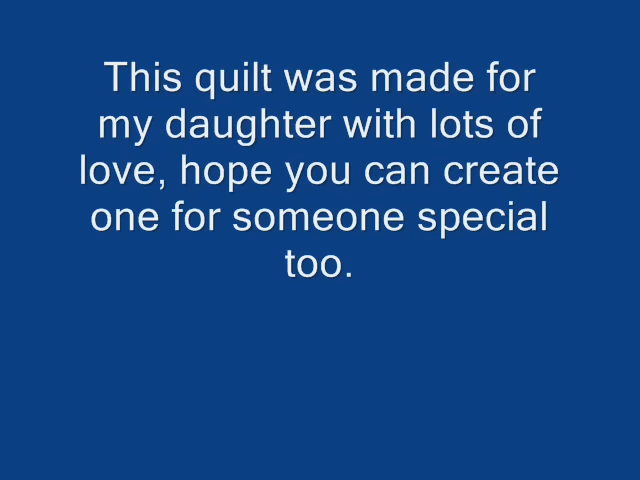 This quilt was made for
my daughter with lots of
love, hope you can create
one for someone special
too.